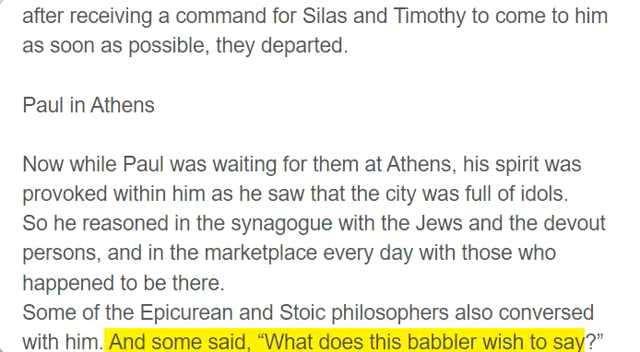 after receiving a command for Silas and Timothy to come to him
as soon as possible, they departed.
Paul in Athens
Now while Paul was waiting for them at Athens, his spirit was
provoked within him as he saw that the city was full of idols.
So he reasoned in the synagogue with the Jews and the devout
persons, and in the marketplace every day with those who
happened to be there.
Some of the Epicurean and Stoic philosophers also conversed
with him. And some said, “What does this babbler wish to say?”